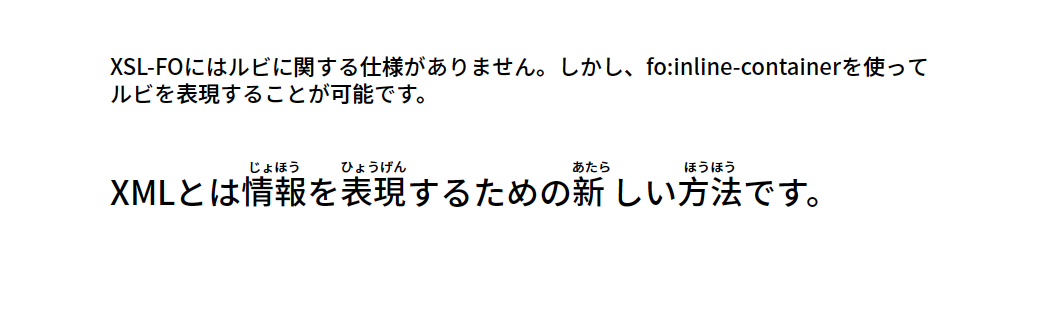 XSL-FOにはルビに関する仕様がありません。しかし、fo:inline-containerを使って
ルビを表現することが可能です。
じょほう ひょうげん あたら ほうほう
XMLとは情報を表現するための新しい方法です。